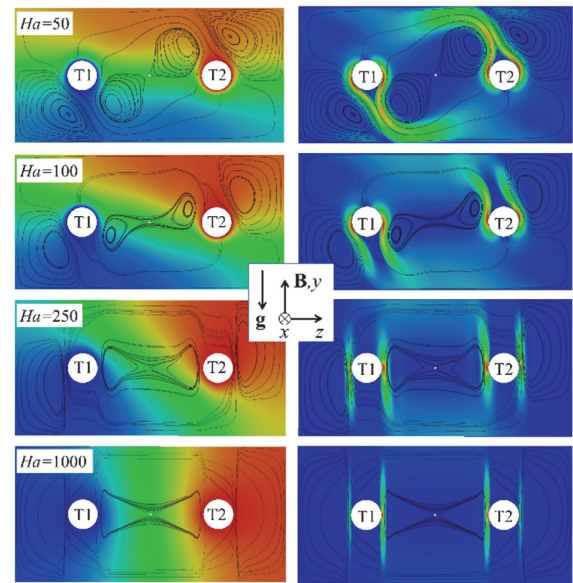 Ha=50
T1 T2 T1 T2
Ha=100
T1 T2 T1 T2
B,y
g
x z
Ha=250
T1 T2 T1 T2
Ha=1000
T1 T2 T1 T2